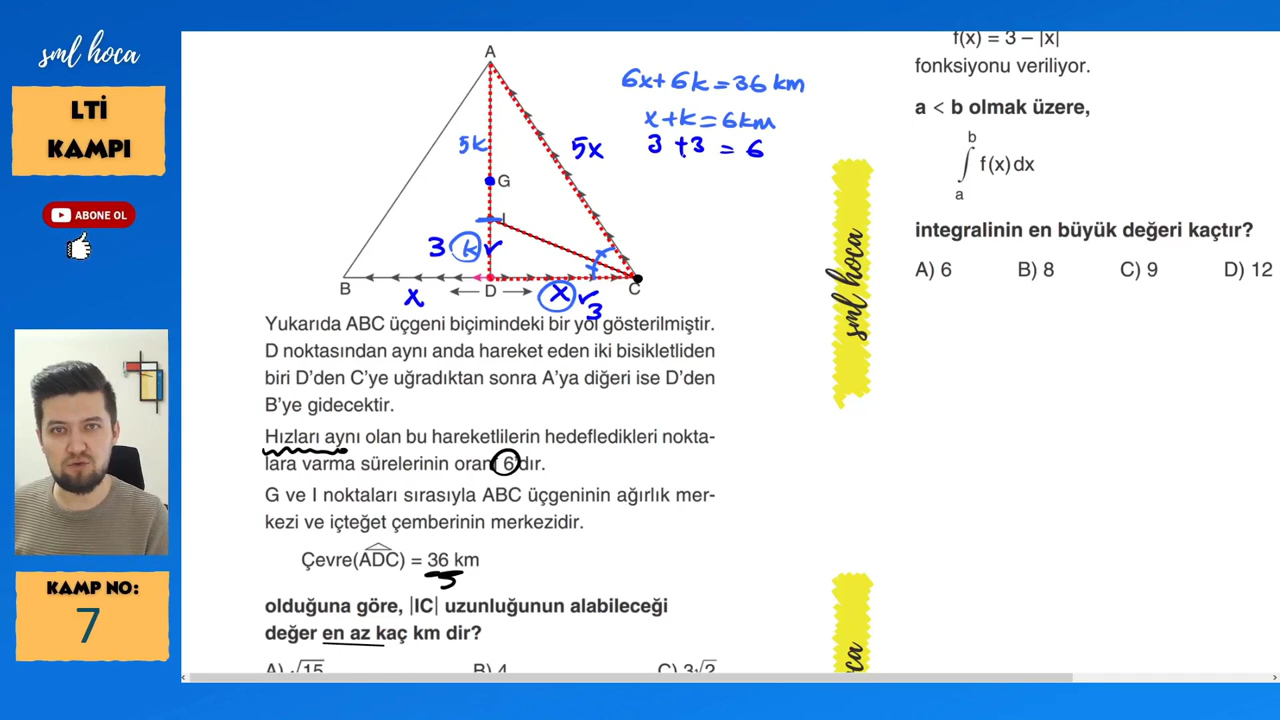 sml hoca
LTİ
KAMPI
ABONE OL
KAMP NO:
7
A
6x+6k=36 km
x+k=6km
3+3=6
5k
5x
G
I
3 k
B
D
C
x
x
3
Yukarıda ABC üçgeni biçimindeki bir yol gösterilmiştir.
D noktasından aynı anda hareket eden iki bisikletliden
biri D’den C’ye uğradıktan sonra A’ya diğeri ise D’den
B’ye gidecektir.
Hızları aynı olan bu hareketlilerin hedefledikleri nokta-
lara varma sürelerinin oranı 6’dır.
G ve I noktaları sırasıyla ABC üçgeninin ağırlık mer-
kezi ve içteğet çemberinin merkezidir.
Çevre(ADC) = 36 km
olduğuna göre, |IC| uzunluğunun alabileceği
değer en az kaç km dir?
A) √15 B) 4 C) 3√2
f(x) = 3 – |x|
fonksiyonu veriliyor.
a < b olmak üzere,
b
∫ f(x) dx
a
integralinin en büyük değeri kaçtır?
A) 6 B) 8 C) 9 D) 12
sml hoca
hoca